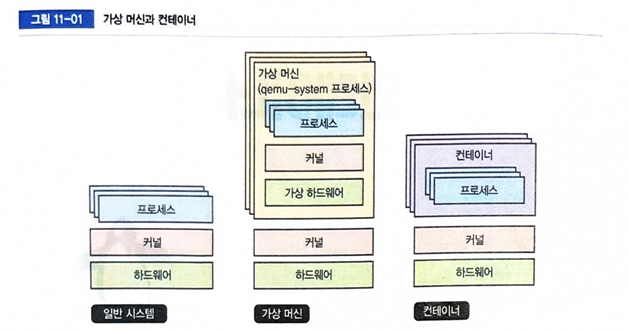 그림 11-01 가상 머신과 컨테이너
가상 머신
(qemu-system 프로세스)
프로세스
커널
가상 하드웨어
컨테이너
프로세스
프로세스
커널
하드웨어
커널
하드웨어
커널
하드웨어
일반 시스템
가상 머신
컨테이너